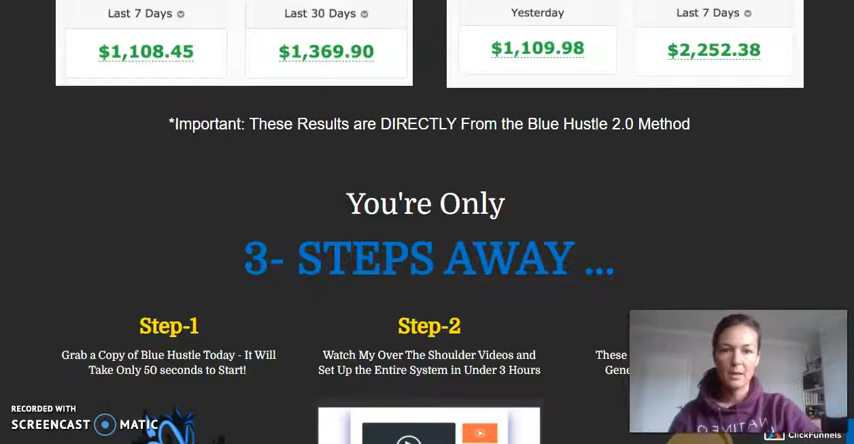 Last 7 Days
Last 30 Days
Yesterday
Last 7 Days
$1,108.45
$1,369.90
$1,109.98
$2,252.38
*Important: These Results are DIRECTLY From the Blue Hustle 2.0 Method
You're Only
3- STEPS AWAY ...
Step-1
Step-2
Grab a Copy of Blue Hustle Today - It Will
Take Only 50 seconds to Start!
Watch My Over The Shoulder Videos and
Set Up the Entire System in Under 3 Hours
These
Gene
RECORDED WITH
SCREENCAST MATIC
ClickFunnels